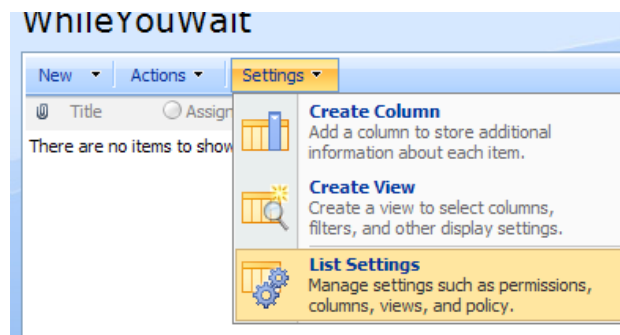 WhileYouWait
New Actions Settings
Title Assign
There are no items to show
Create Column
Add a column to store additional
information about each item.
Create View
Create a view to select columns,
filters, and other display settings.
List Settings
Manage settings such as permissions,
columns, views, and policy.